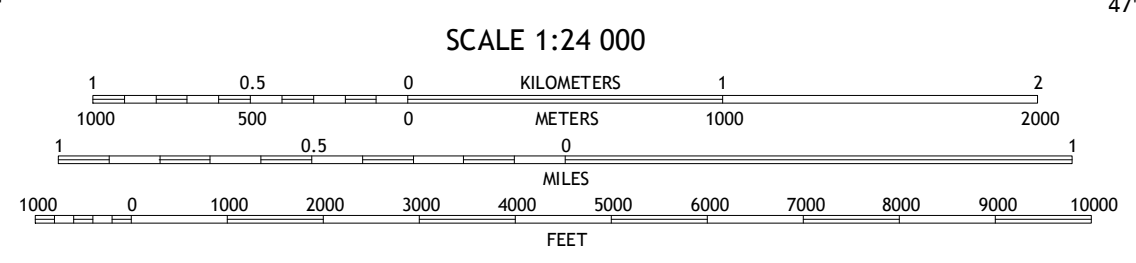 47'
SCALE 1:24 000
1 0.5 0 KILOMETERS 1 2
1000 500 0 METERS 1000 2000
1 0.5 0 1
MILES
1000 0 1000 2000 3000 4000 5000 6000 7000 8000 9000 10000
FEET